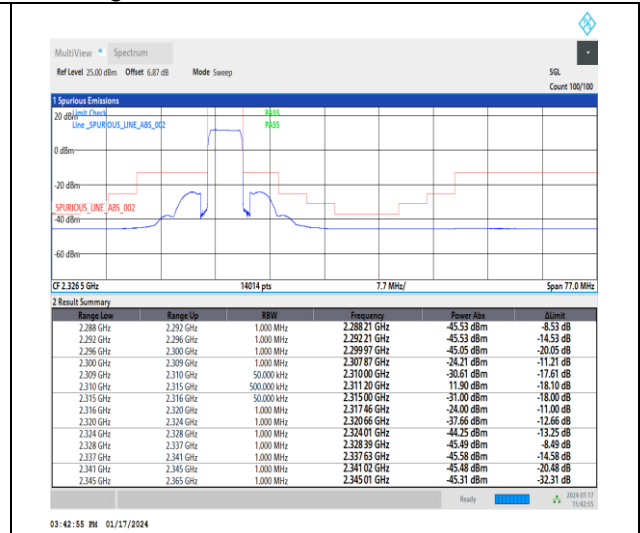 MultiView Spectrum
Ref Level 25.00 dBm Offset 6.87 dB Mode Sweep SGL
Count 100/100
1 Spurious Emissions
20 dBm Limit Check PASS
Line _SPURIOUS_LINE_ABS_002 PASS
0 dBm
-20 dBm
SPURIOUS_LINE_ABS_002
-40 dBm
-60 dBm
CF 2.326 5 GHz 14014 pts 7.7 MHz/ Span 77.0 MHz
2 Result Summary
Range Low Range Up RBW Frequency Power Abs ΔLimit
2.288 GHz 2.292 GHz 1.000 MHz 2.288 21 GHz -45.53 dBm -8.53 dB
2.292 GHz 2.296 GHz 1.000 MHz 2.292 21 GHz -45.53 dBm -14.53 dB
2.296 GHz 2.300 GHz 1.000 MHz 2.299 97 GHz -45.05 dBm -20.05 dB
2.300 GHz 2.309 GHz 1.000 MHz 2.307 87 GHz -24.21 dBm -11.21 dB
2.309 GHz 2.310 GHz 50.000 kHz 2.310 00 GHz -30.61 dBm -17.61 dB
2.310 GHz 2.315 GHz 500.000 kHz 2.311 20 GHz 11.90 dBm -18.10 dB
2.315 GHz 2.316 GHz 50.000 kHz 2.315 00 GHz -31.00 dBm -18.00 dB
2.316 GHz 2.320 GHz 1.000 MHz 2.317 46 GHz -24.00 dBm -11.00 dB
2.320 GHz 2.324 GHz 1.000 MHz 2.320 66 GHz -37.66 dBm -12.66 dB
2.324 GHz 2.328 GHz 1.000 MHz 2.324 01 GHz -44.25 dBm -13.25 dB
2.328 GHz 2.337 GHz 1.000 MHz 2.328 39 GHz -45.49 dBm -8.49 dB
2.337 GHz 2.341 GHz 1.000 MHz 2.337 63 GHz -45.58 dBm -14.58 dB
2.341 GHz 2.345 GHz 1.000 MHz 2.341 02 GHz -45.48 dBm -20.48 dB
2.345 GHz 2.365 GHz 1.000 MHz 2.345 01 GHz -45.31 dBm -32.31 dB
Ready 2024-01-17
15:42:55
03:42:55 PM 01/17/2024